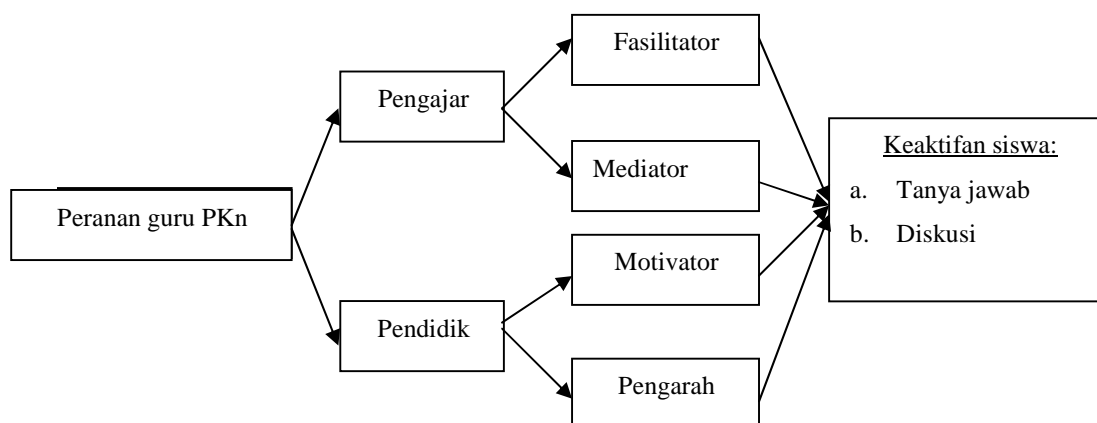 Peranan guru PKn
Pengajar
Pendidik
Fasilitator
Mediator
Motivator
Pengarah
Keaktifan siswa:
a. Tanya jawab
b. Diskusi